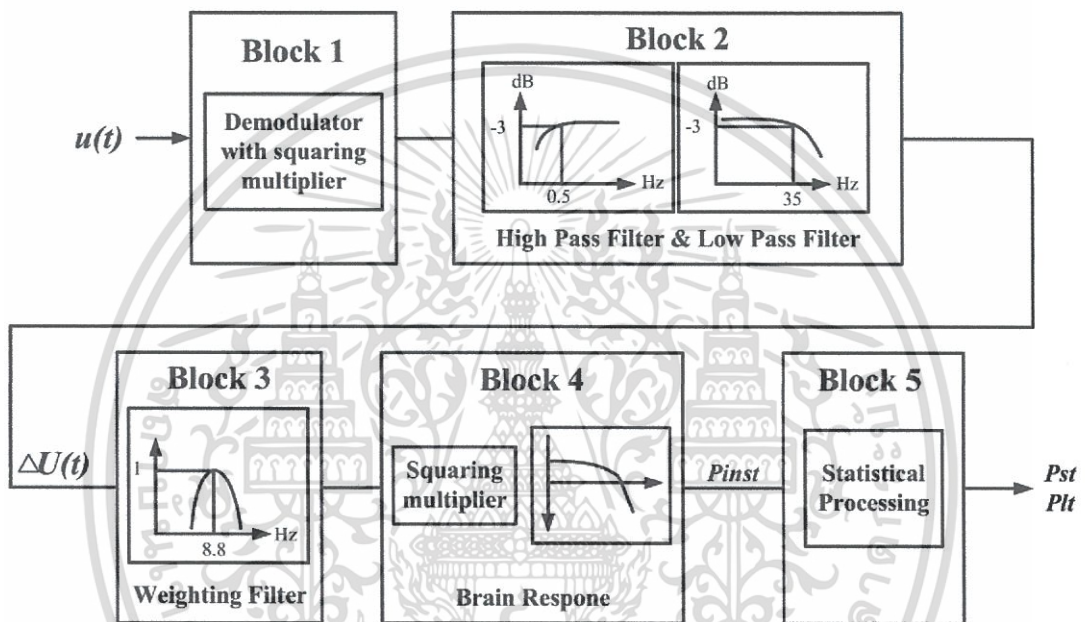 Block 1
Demodulator
with squaring
multiplier
u(t)
Block 2
dB
-3
Hz
0.5
dB
-3
Hz
35
High Pass Filter & Low Pass Filter
△U(t)
Block 3
1
Hz
8.8
Weighting Filter
Block 4
Squaring
multiplier
Brain Respone
Pinst
Block 5
Statistical
Processing
Pst
Plt